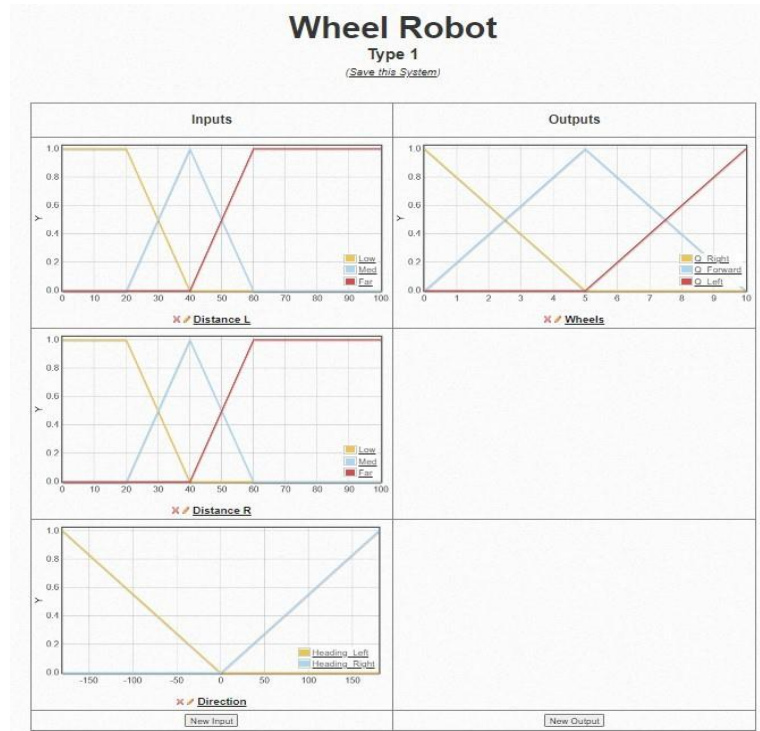 Wheel Robot
Type 1
(Save this System)
Inputs
Outputs
1.0
0.8
0.6
0.4
0.2
0.0
Y
0 10 20 30 40 50 60 70 80 90 100
Low
Med
Far
Distance L
1.0
0.8
0.6
0.4
0.2
0.0
Y
0 1 2 3 4 5 6 7 8 9 10
Q_Right
Q_Forward
Q_Left
Wheels
1.0
0.8
0.6
0.4
0.2
0.0
Y
0 10 20 30 40 50 60 70 80 90 100
Low
Med
Far
Distance R
1.0
0.8
0.6
0.4
0.2
0.0
Y
-150 -100 -50 0 50 100 150
Heading_Left
Heading_Right
Direction
New Input
New Output